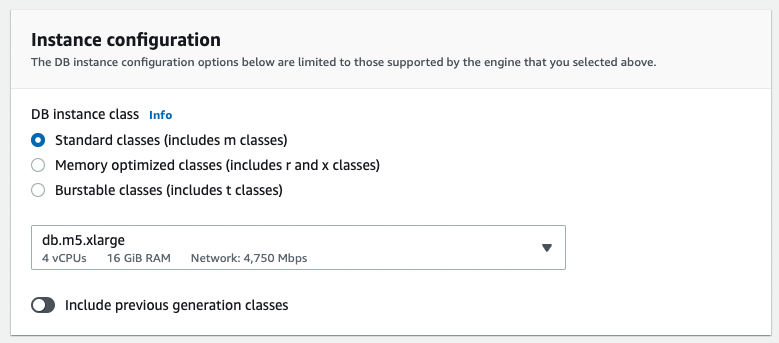 Instance configuration
The DB instance configuration options below are limited to those supported by the engine that you selected above.
DB instance class Info
Standard classes (includes m classes)
Memory optimized classes (includes r and x classes)
Burstable classes (includes t classes)
db.m5.xlarge
4 vCPUs 16 GiB RAM Network: 4,750 Mbps
Include previous generation classes